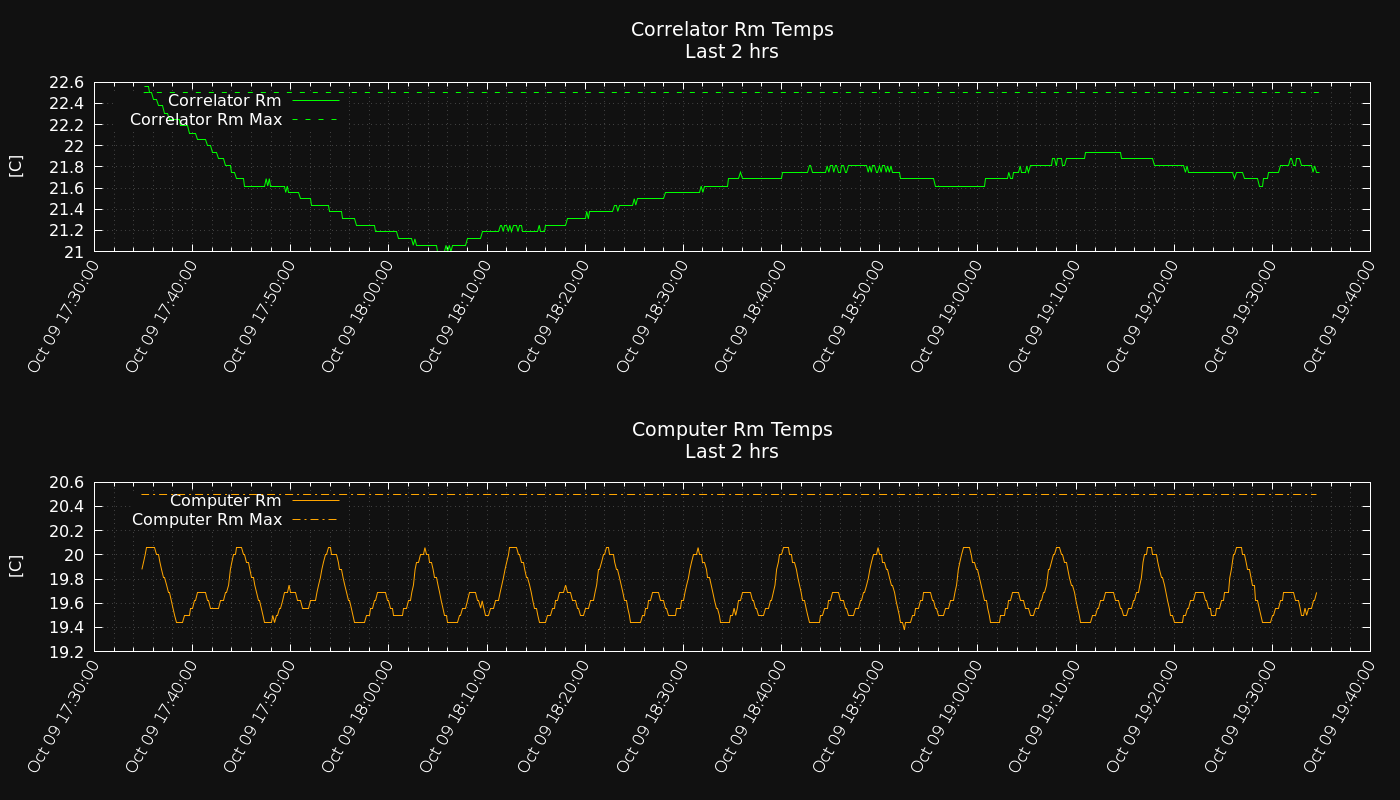 Correlator Rm Temps
Last 2 hrs
[C]
22.6
22.4
22.2
22
21.8
21.6
21.4
21.2
21
Correlator Rm
Correlator Rm Max
Oct 09 17:30:00
Oct 09 17:40:00
Oct 09 17:50:00
Oct 09 18:00:00
Oct 09 18:10:00
Oct 09 18:20:00
Oct 09 18:30:00
Oct 09 18:40:00
Oct 09 18:50:00
Oct 09 19:00:00
Oct 09 19:10:00
Oct 09 19:20:00
Oct 09 19:30:00
Oct 09 19:40:00
Computer Rm Temps
Last 2 hrs
[C]
20.6
20.4
20.2
20
19.8
19.6
19.4
19.2
Computer Rm
Computer Rm Max
Oct 09 17:30:00
Oct 09 17:40:00
Oct 09 17:50:00
Oct 09 18:00:00
Oct 09 18:10:00
Oct 09 18:20:00
Oct 09 18:30:00
Oct 09 18:40:00
Oct 09 18:50:00
Oct 09 19:00:00
Oct 09 19:10:00
Oct 09 19:20:00
Oct 09 19:30:00
Oct 09 19:40:00